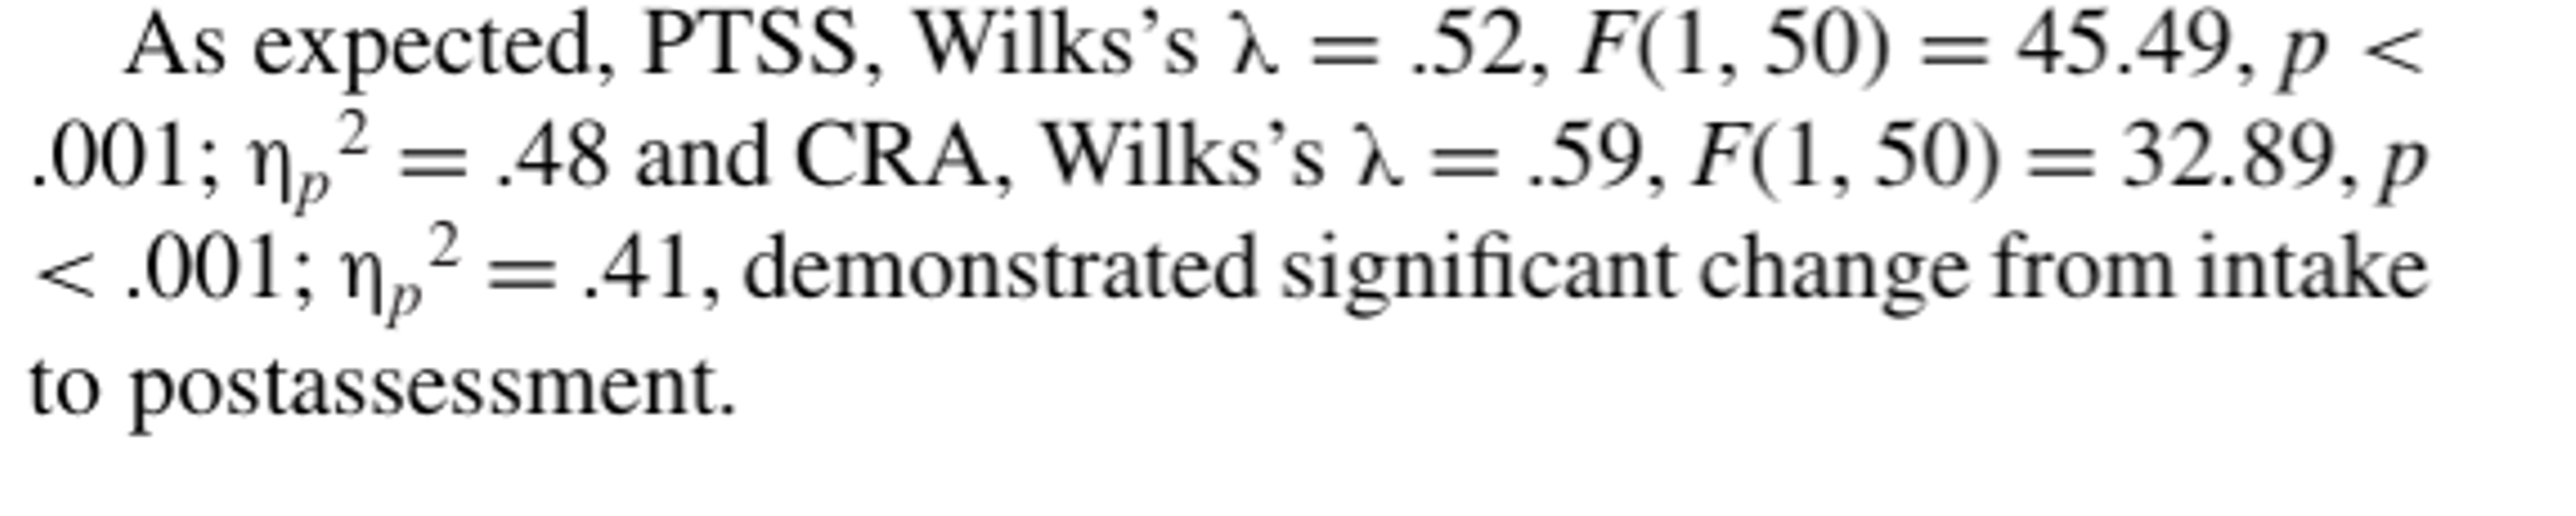 As expected, PTSS, Wilks’s λ = .52, F(1, 50) = 45.49, p <
.001; ηp² = .48 and CRA, Wilks’s λ = .59, F(1, 50) = 32.89, p
< .001; ηp² = .41, demonstrated significant change from intake
to postassessment.